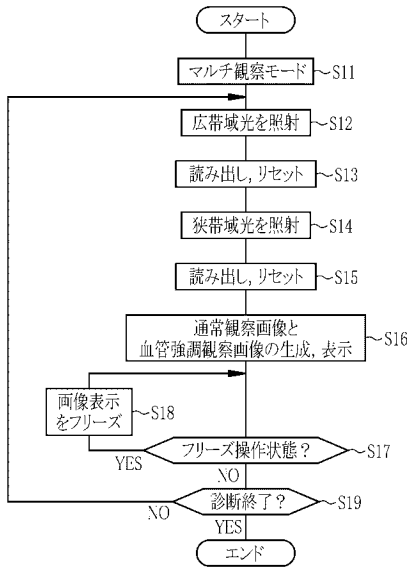 スタート
マルチ観察モード S11
広帯域光を照射 S12
読み出し,リセット S13
狭帯域光を照射 S14
読み出し,リセット S15
通常観察画像と
血管強調観察画像の生成,表示 S16
画像表示
をフリーズ S18
フリーズ操作状態? S17
YES
NO
診断終了? S19
NO
YES
エンド